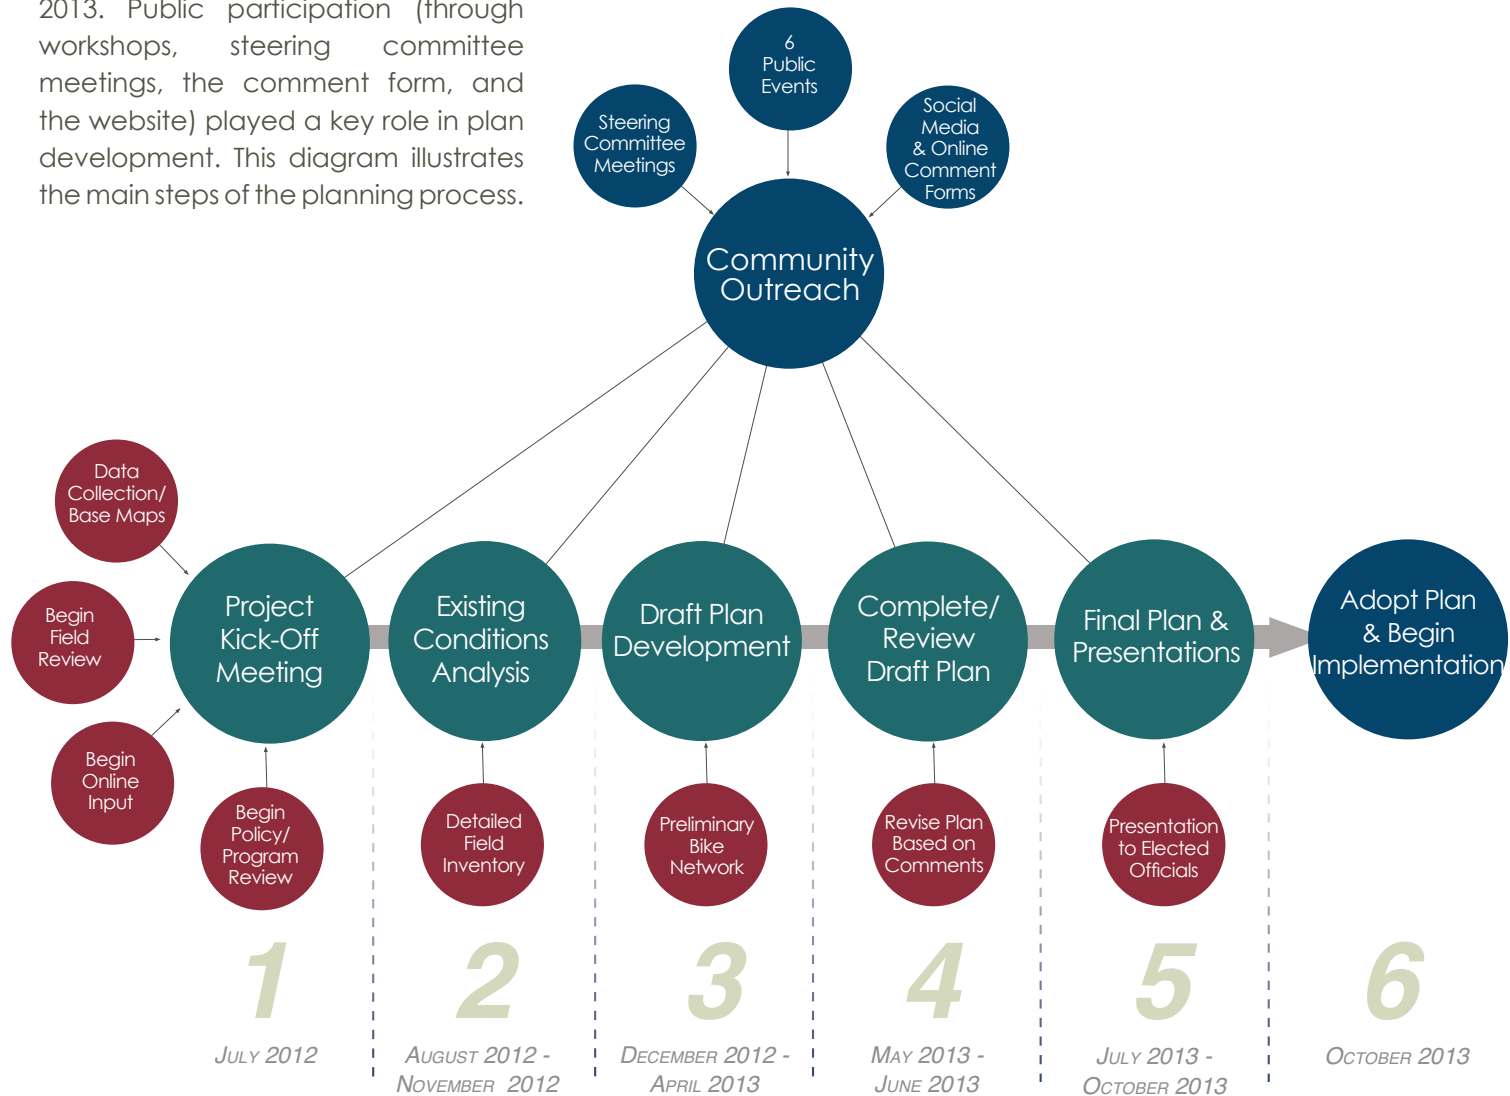 2013. Public participation (through
workshops, steering committee
meetings, the comment form, and
the website) played a key role in plan
development. This diagram illustrates
the main steps of the planning process.
6
Public
Events
Steering
Committee
Meetings
Social
Media
& Online
Comment
Forms
Community
Outreach
Data
Collection/
Base Maps
Begin
Field
Review
Begin
Online
Input
Begin
Policy/
Program
Review
Project
Kick-Off
Meeting
Existing
Conditions
Analysis
Draft Plan
Development
Complete/
Review
Draft Plan
Final Plan &
Presentations
Adopt Plan
& Begin
Implementation
Detailed
Field
Inventory
Preliminary
Bike
Network
Revise Plan
Based on
Comments
Presentation
to Elected
Officials
1
July 2012
2
August 2012 -
November 2012
3
December 2012 -
April 2013
4
May 2013 -
June 2013
5
July 2013 -
October 2013
6
October 2013